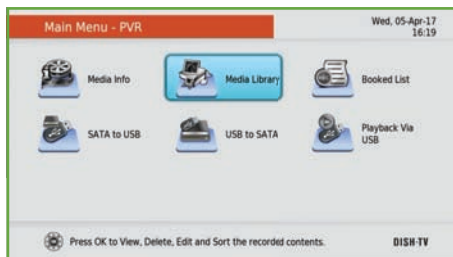 Main Menu - PVR
Wed, 05-Apr-17
16:19
Media Info
Media Library
Booked List
SATA to USB
USB to SATA
Playback Via
USB
Press OK to View, Delete, Edit and Sort the recorded contents.
DISH-TV